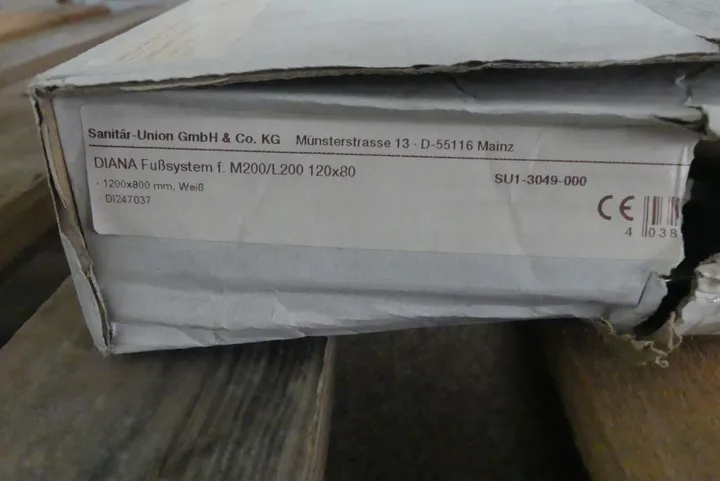 Sanitär-Union GmbH & Co. KG Münsterstrasse 13 · D-55116 Mainz
DIANA Fußsystem f. M200/L200 120x80 SU1-3049-000
- 1200x800 mm, Weiß
DI247037
CE
4 038